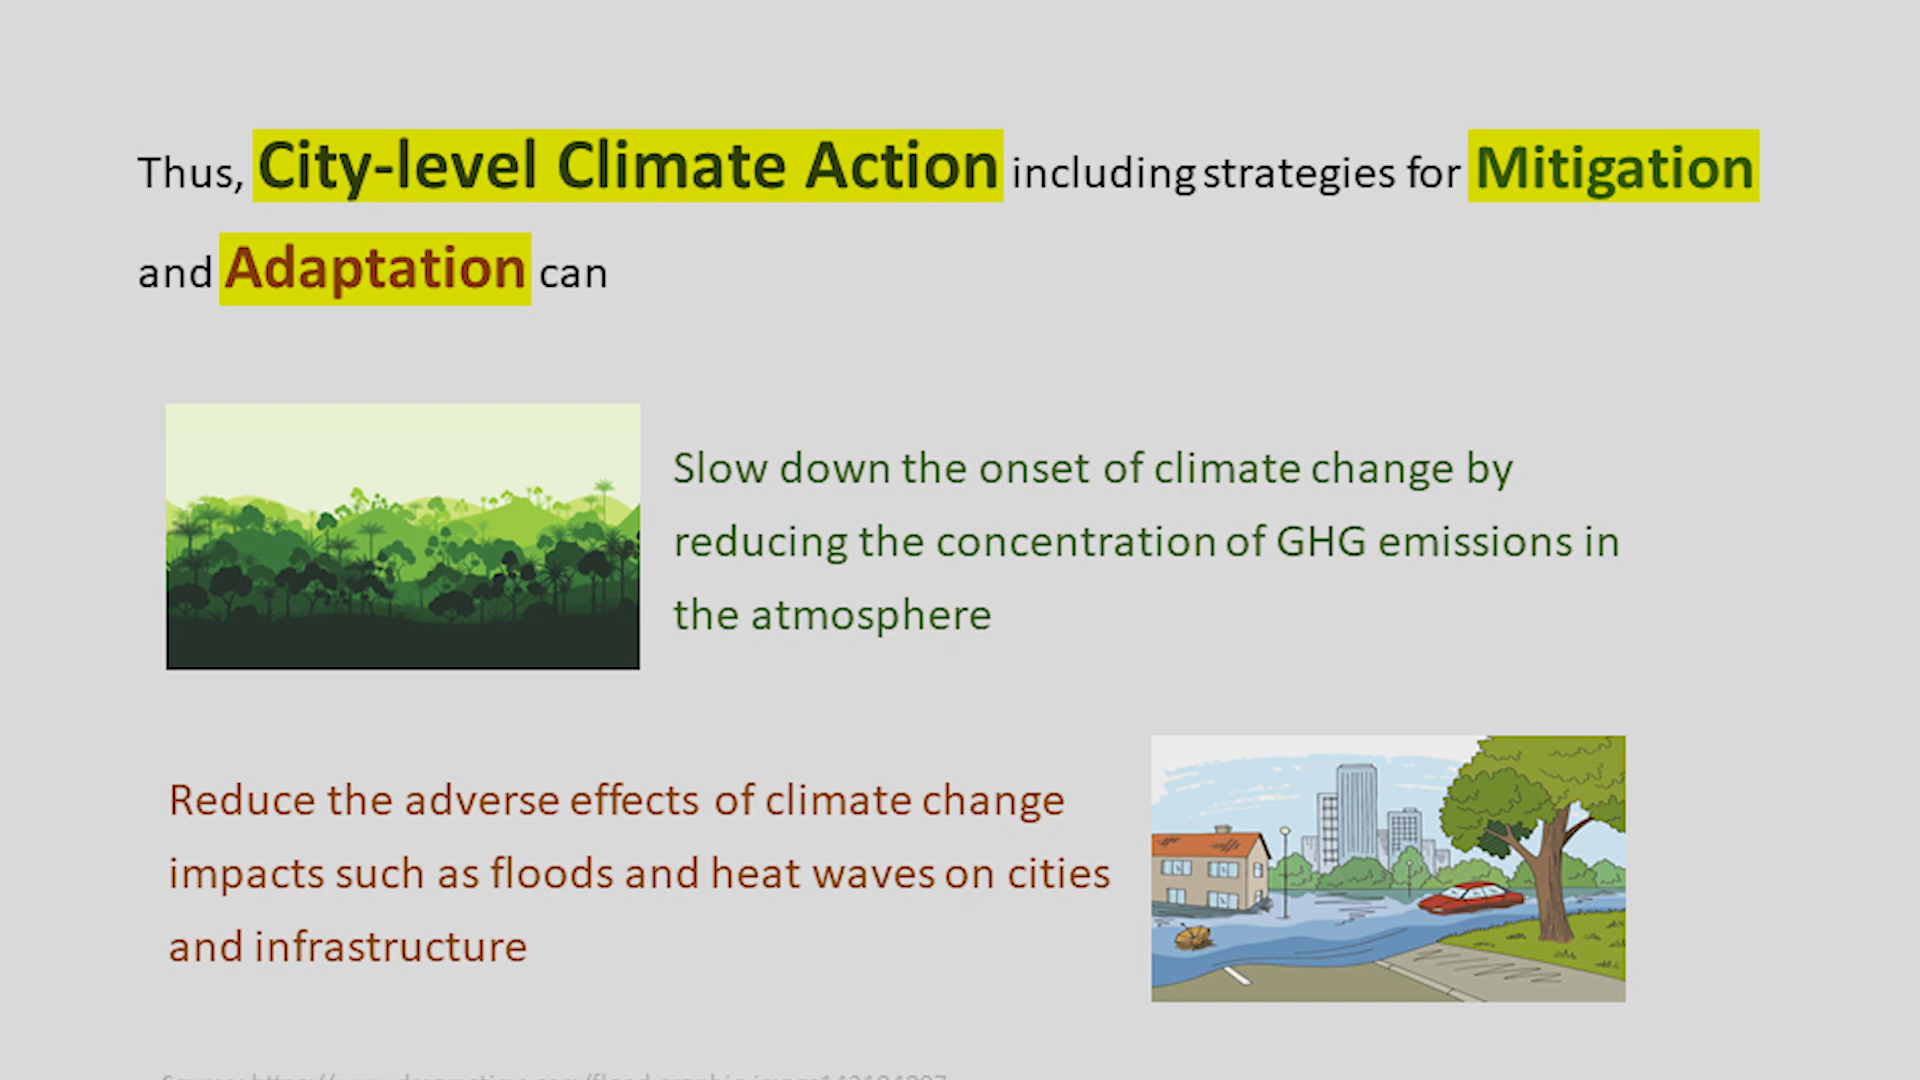 Thus, City-level Climate Action including strategies for Mitigation
and Adaptation can
Slow down the onset of climate change by
reducing the concentration of GHG emissions in
the atmosphere
Reduce the adverse effects of climate change
impacts such as floods and heat waves on cities
and infrastructure